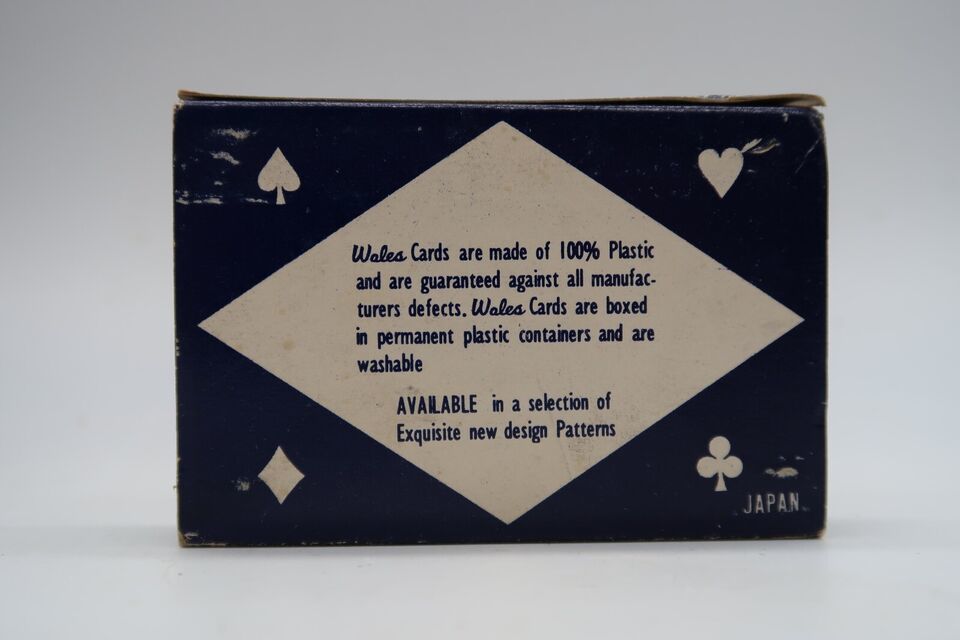 Wales Cards are made of 100% Plastic
and are guaranteed against all manufac-
turers defects. Wales Cards are boxed
in permanent plastic containers and are
washable
AVAILABLE in a selection of
Exquisite new design Patterns
JAPAN